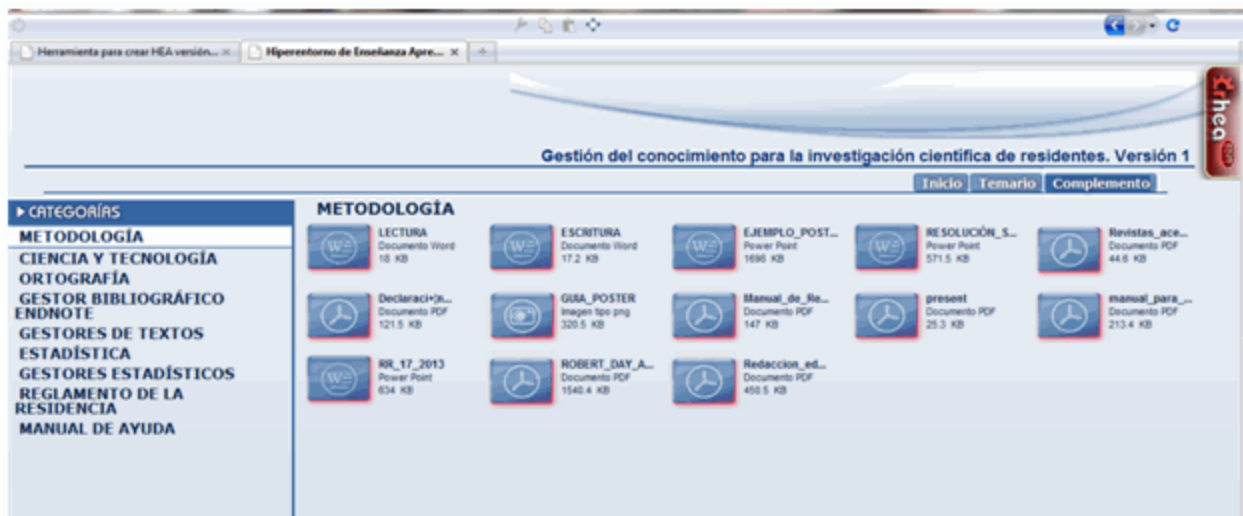 Herramienta para crear HEA versión...
Hiperentorno de Enseñanza Apre...
Crhea
Gestión del conocimiento para la investigación científica de residentes. Versión 1
Inicio Temario Complemento
CATEGORÍAS
METODOLOGÍA
CIENCIA Y TECNOLOGÍA
ORTOGRAFÍA
GESTOR BIBLIOGRÁFICO
ENDNOTE
GESTORES DE TEXTOS
ESTADÍSTICA
GESTORES ESTADÍSTICOS
REGLAMENTO DE LA
RESIDENCIA
MANUAL DE AYUDA
METODOLOGÍA
LECTURA
Documento Word
18 KB
ESCRITURA
Documento Word
17.2 KB
EJEMPLO_POST...
Power Point
1698 KB
RESOLUCIÓN_S...
Power Point
571.5 KB
Revistas_ace...
Documento PDF
44.6 KB
Declaraci+¦n...
Documento PDF
121.5 KB
GUIA_POSTER
Imagen tipo png
320.5 KB
Manual_de_Re...
Documento PDF
147 KB
present
Documento PDF
25.3 KB
manual_para_...
Documento PDF
213.4 KB
RR_17_2013
Power Point
634 KB
ROBERT_DAY_A...
Documento PDF
1540.4 KB
Redaccion_ed...
Documento PDF
450.5 KB